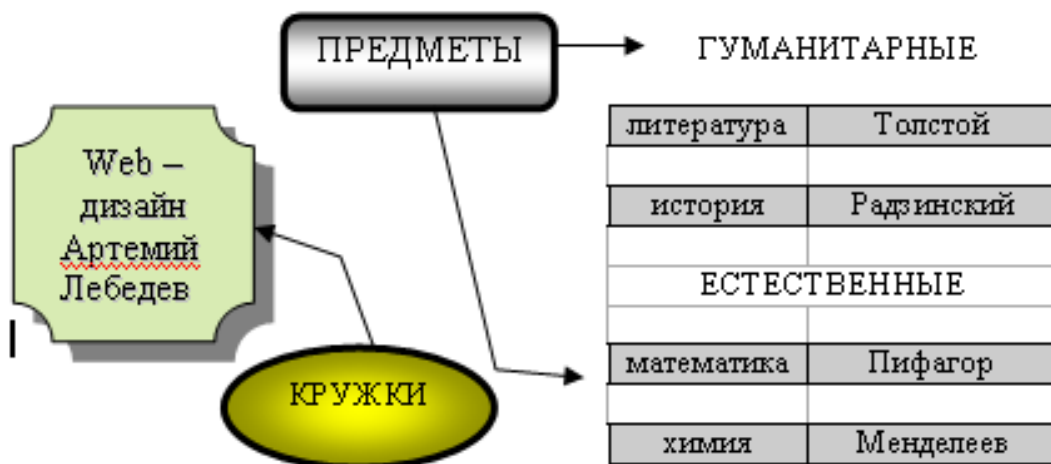 ПРЕДМЕТЫ
ГУМАНИТАРНЫЕ
литература Толстой
история Радзинский
ЕСТЕСТВЕННЫЕ
математика Пифагор
химия Менделеев
Web –
дизайн
Артемий
Лебедев
КРУЖКИ